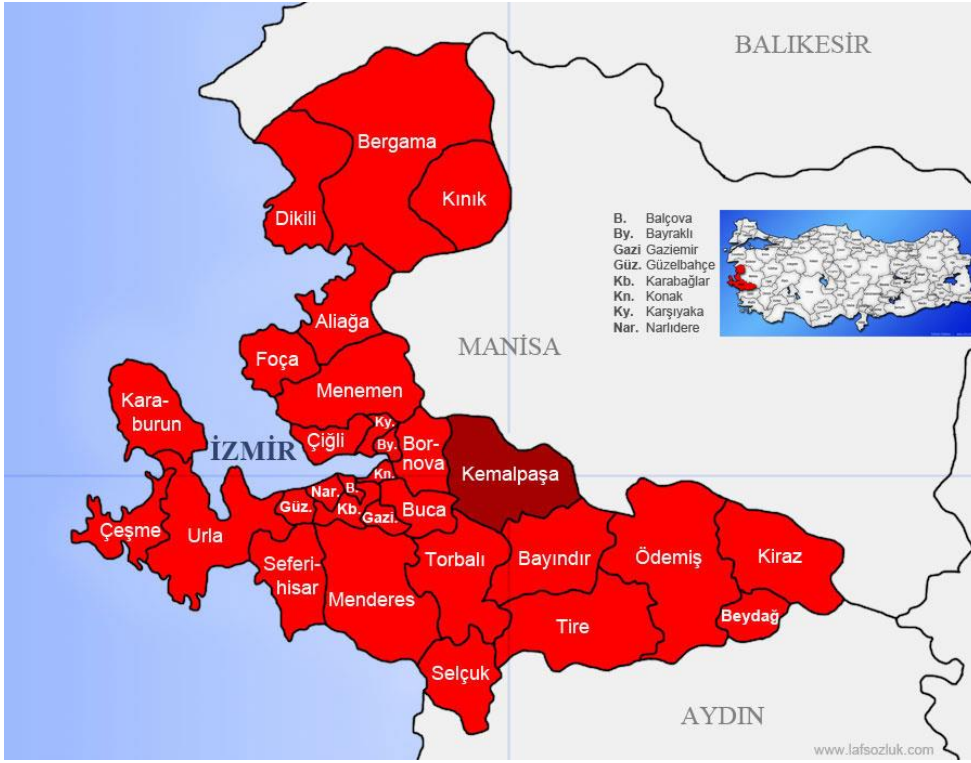 BALIKESİR
Bergama
Kınık
Dikili
B. Balçova
By. Bayraklı
Gazi Gaziemir
Güz. Güzelbahçe
Kb. Karabağlar
Kn. Konak
Ky. Karşıyaka
Nar. Narlıdere
Aliağa
MANİSA
Foça
Menemen
Kara-
burun
Ky.
Çiğli
By.
Bor-
nova
İZMİR
Kn.
Kemalpaşa
Nar.
B.
Güz.
Kb.
Gazi.
Buca
Çeşme
Urla
Seferi-
hisar
Torbalı
Bayındır
Ödemiş
Kiraz
Menderes
Beydağ
Tire
Selçuk
AYDIN
www.lafsozluk.com